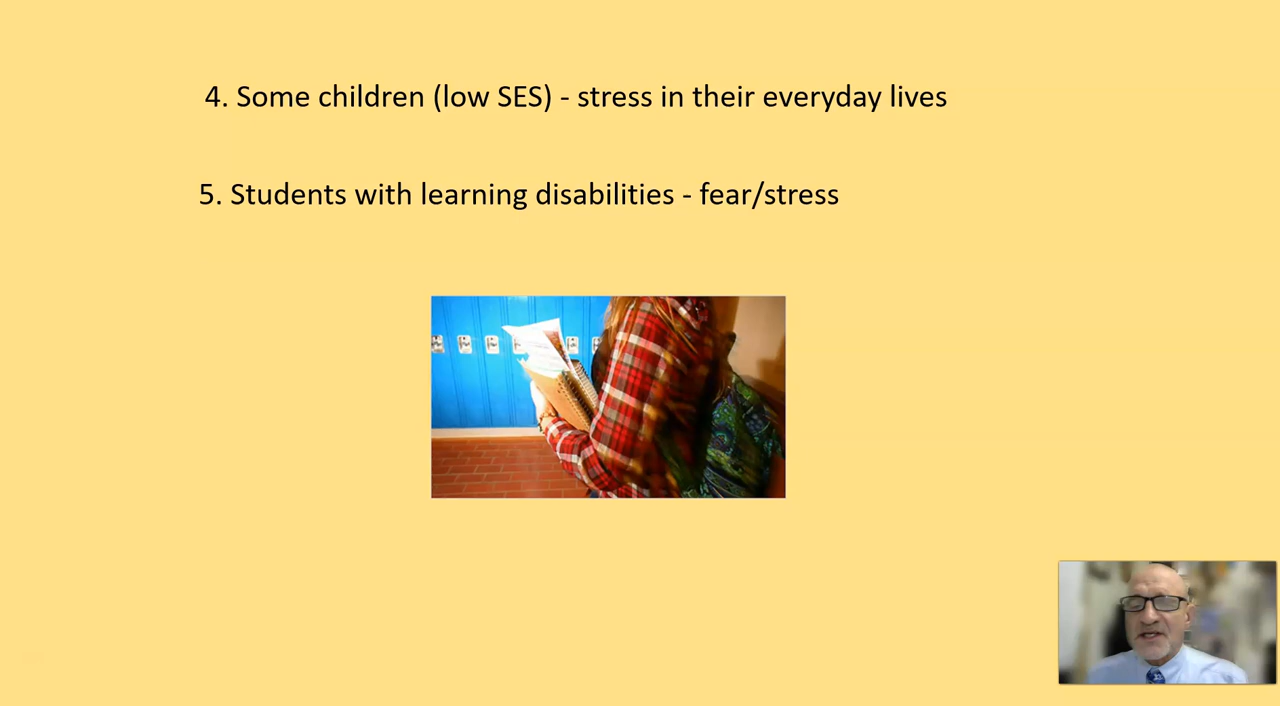 4. Some children (low SES) - stress in their everyday lives
5. Students with learning disabilities - fear/stress